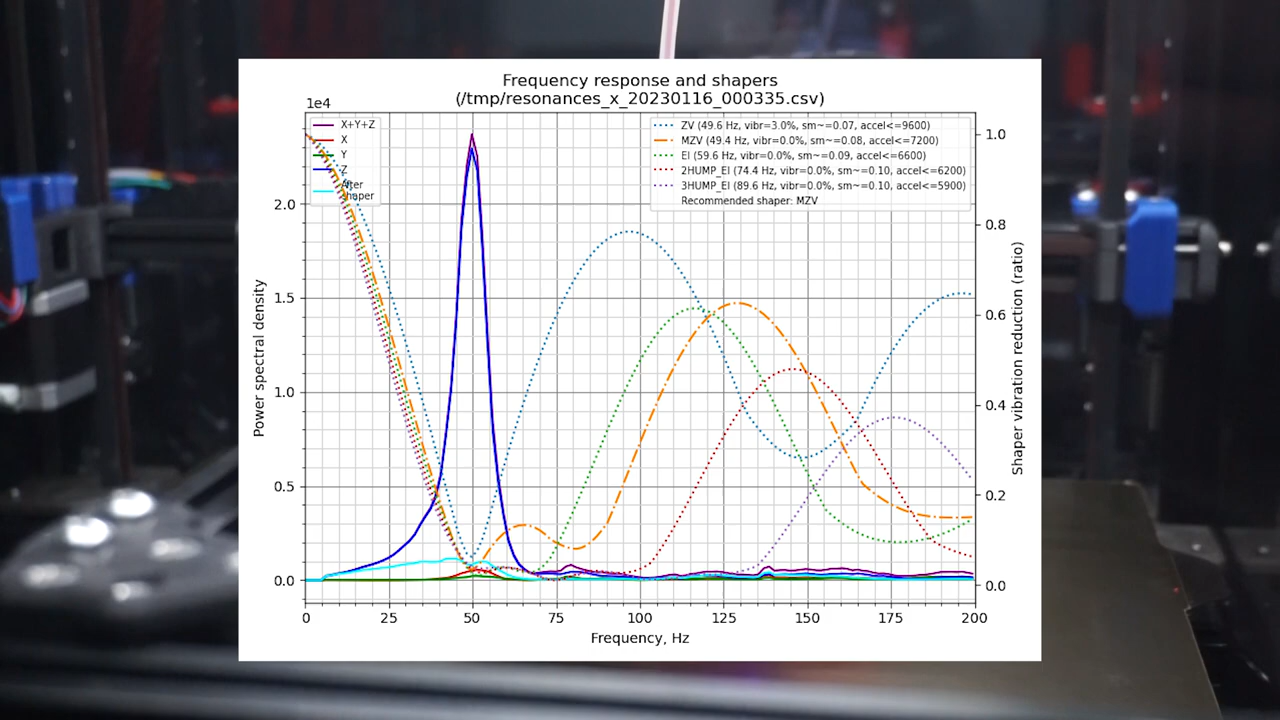 Frequency response and shapers
(/tmp/resonances_x_20230116_000335.csv)
1e4
X+Y+Z
X
Y
Z
After
shaper
ZV (49.6 Hz, vibr=3.0%, sm~=0.07, accel<=9600)
MZV (49.4 Hz, vibr=0.0%, sm~=0.08, accel<=7200)
EI (59.6 Hz, vibr=0.0%, sm~=0.09, accel<=6600)
2HUMP_EI (74.4 Hz, vibr=0.0%, sm~=0.10, accel<=6200)
3HUMP_EI (89.6 Hz, vibr=0.0%, sm~=0.10, accel<=5900)
Recommended shaper: MZV
2.0
1.5
1.0
0.5
0.0
Power spectral density
1.0
0.8
0.6
0.4
0.2
0.0
Shaper vibration reduction (ratio)
0 25 50 75 100 125 150 175 200
Frequency, Hz